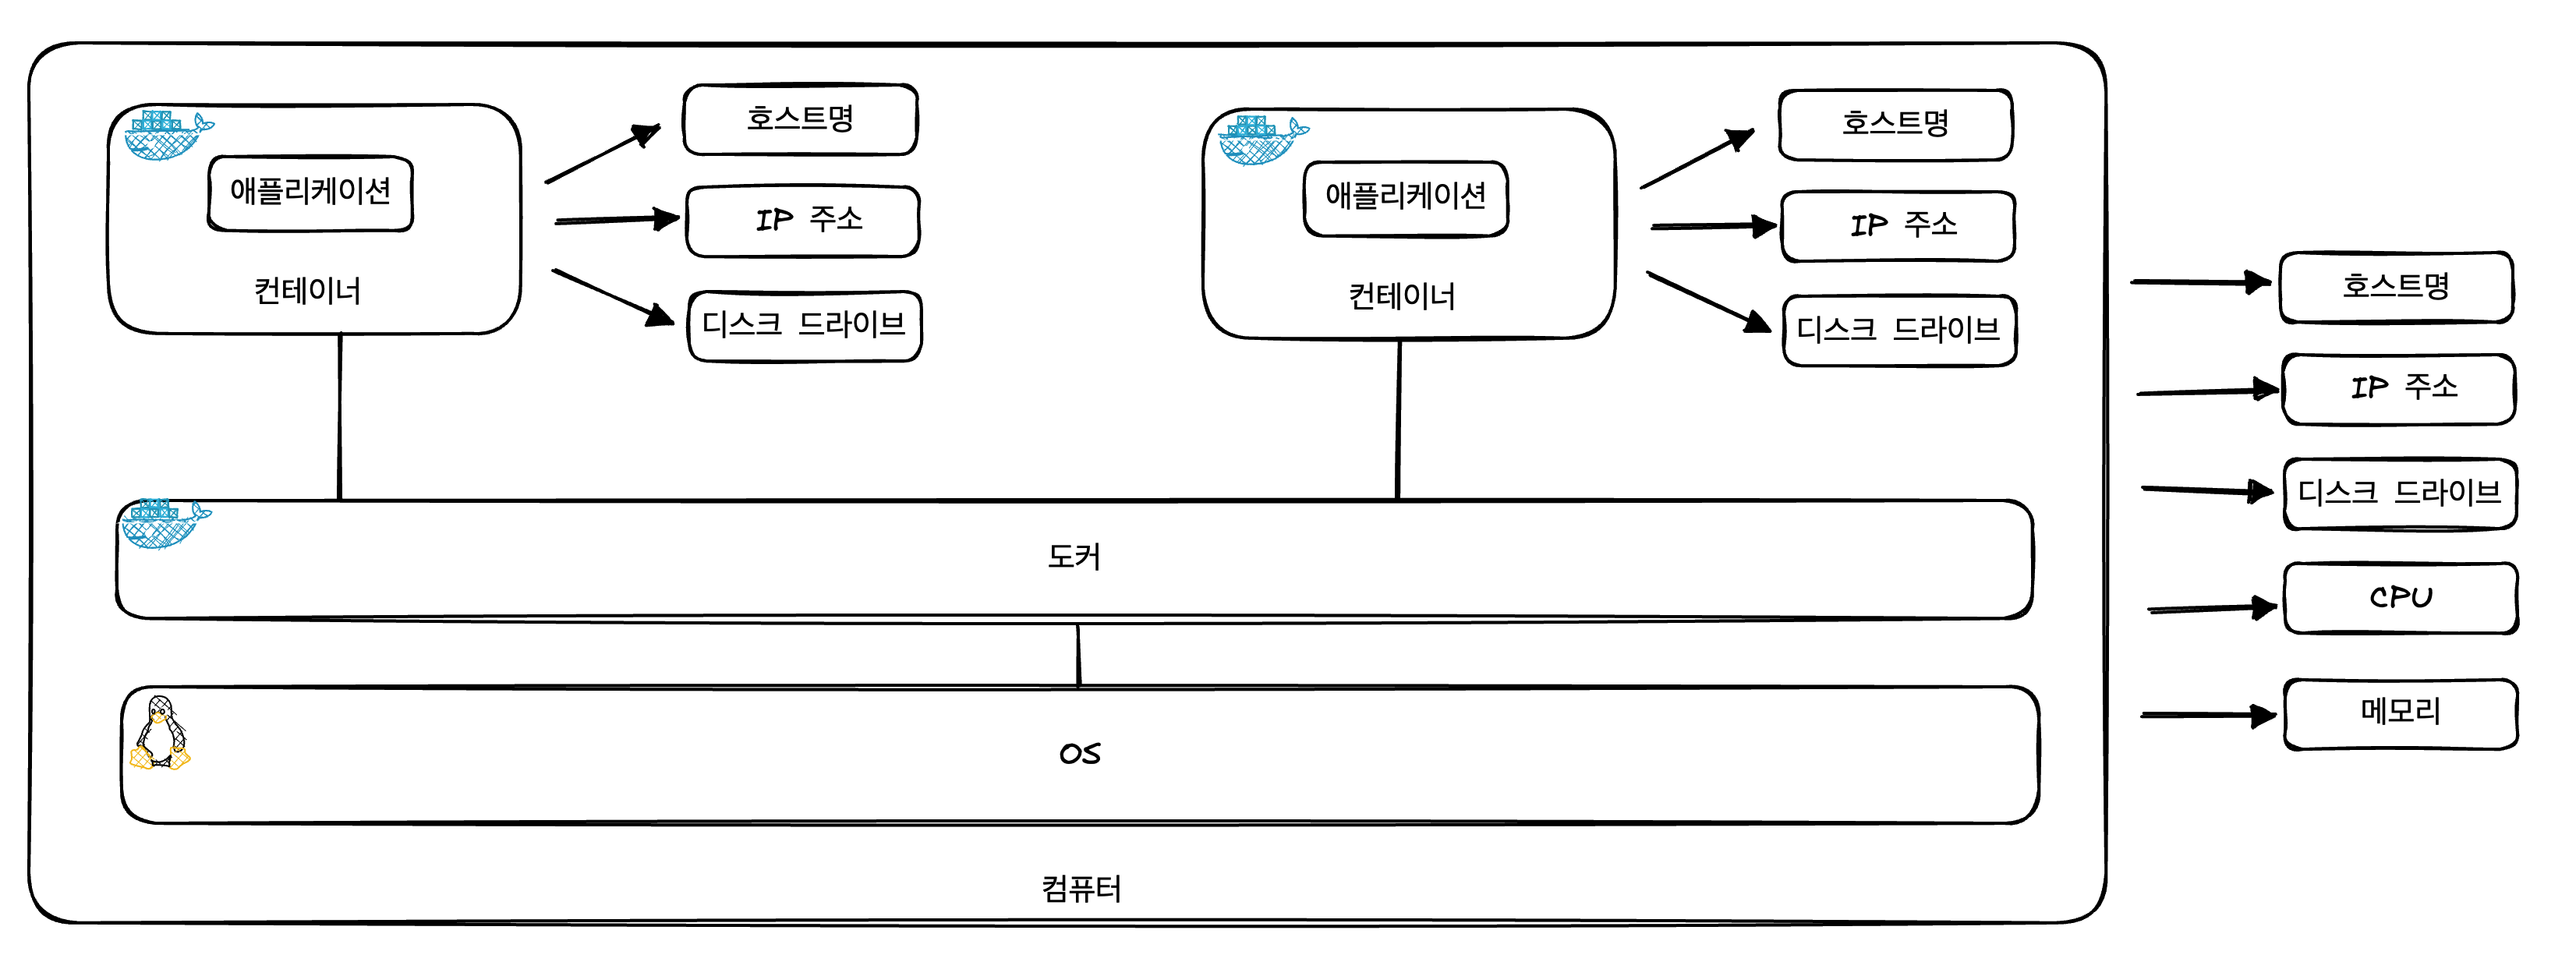 호스트명
애플리케이션
IP 주소
컨테이너
디스크 드라이브
호스트명
애플리케이션
IP 주소
컨테이너
디스크 드라이브
호스트명
IP 주소
디스크 드라이브
CPU
메모리
도커
OS
컴퓨터